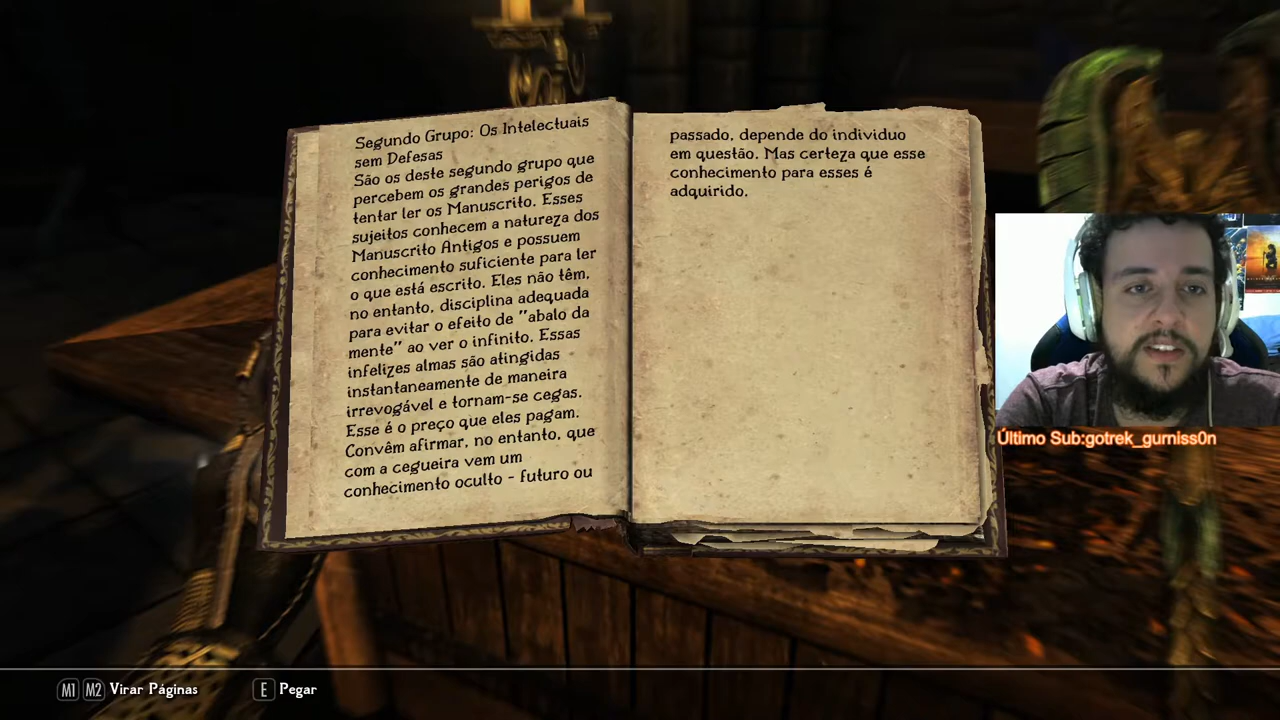 Segundo Grupo: Os Intelectuais
sem Defesas
São os deste segundo grupo que
percebem os grandes perigos de
tentar ler os Manuscrito. Esses
sujeitos conhecem a natureza dos
Manuscrito Antigos e possuem
conhecimento suficiente para ler
o que está escrito. Eles não têm,
no entanto, disciplina adequada
para evitar o efeito de "abalo da
mente" ao ver o infinito. Essas
infelizes almas são atingidas
instantaneamente de maneira
irrevogável e tornam-se cegas.
Esse é o preço que eles pagam.
Convêm afirmar, no entanto, que
com a cegueira vem um
conhecimento oculto - futuro ou
passado, depende do individuo
em questão. Mas certeza que esse
conhecimento para esses é
adquirido.
Último Sub:gotrek_gurniss0n
M1 M2 Virar Páginas
E Pegar